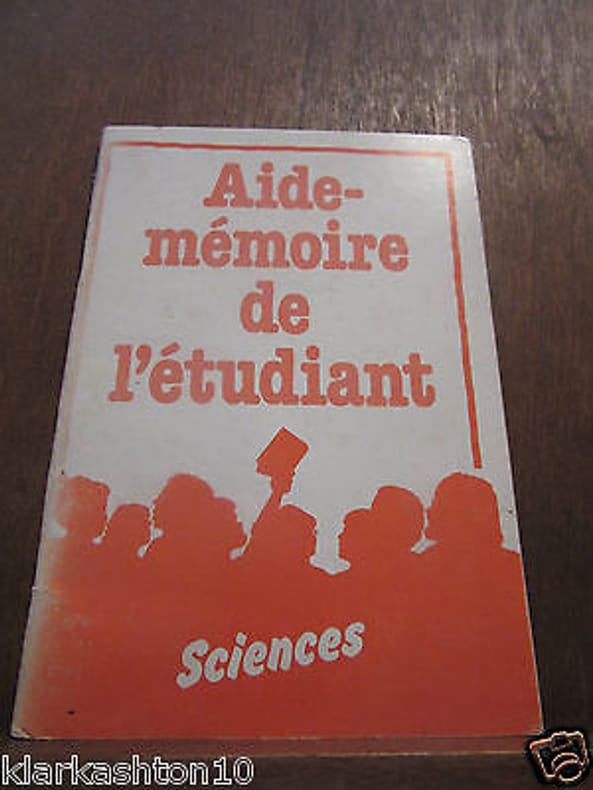 Aide-
mémoire
de
l'étudiant
Sciences
klarkashton10